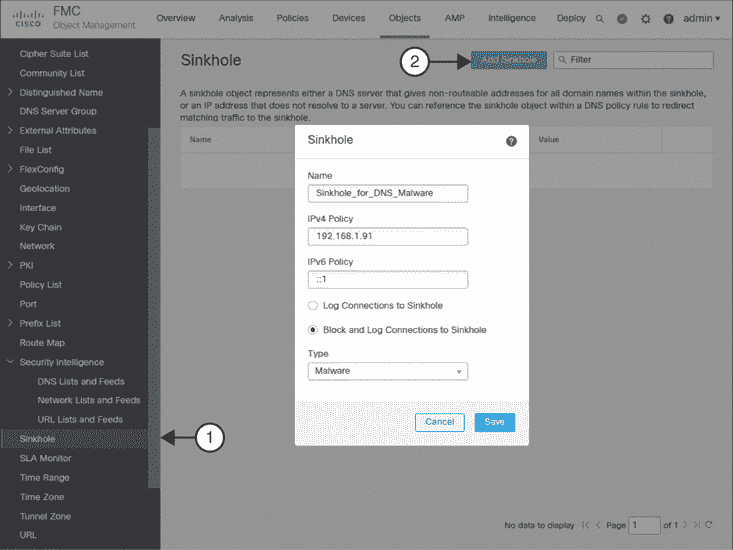 CISCO
FMC
Object Management
Overview
Analysis
Policies
Devices
Objects
AMP
Intelligence
Deploy
admin
Cipher Suite List
Community List
Distinguished Name
DNS Server Group
External Attributes
File List
FlexConfig
Geolocation
Interface
Key Chain
Network
PKI
Policy List
Port
Prefix List
Route Map
Security Intelligence
DNS Lists and Feeds
Network Lists and Feeds
URL Lists and Feeds
Sinkhole
SLA Monitor
Time Range
Time Zone
Tunnel Zone
URL
1
Sinkhole
2
Add Sinkhole
Filter
A sinkhole object represents either a DNS server that gives non-routeable addresses for all domain names within the sinkhole,
or an IP address that does not resolve to a server. You can reference the sinkhole object within a DNS policy rule to redirect
matching traffic to the sinkhole.
Name
Value
Sinkhole
?
Name
Sinkhole_for_DNS_Malware
IPv4 Policy
192.168.1.91
IPv6 Policy
::1
Log Connections to Sinkhole
Block and Log Connections to Sinkhole
Type
Malware
Cancel
Save
No data to display
Page
1
of 1